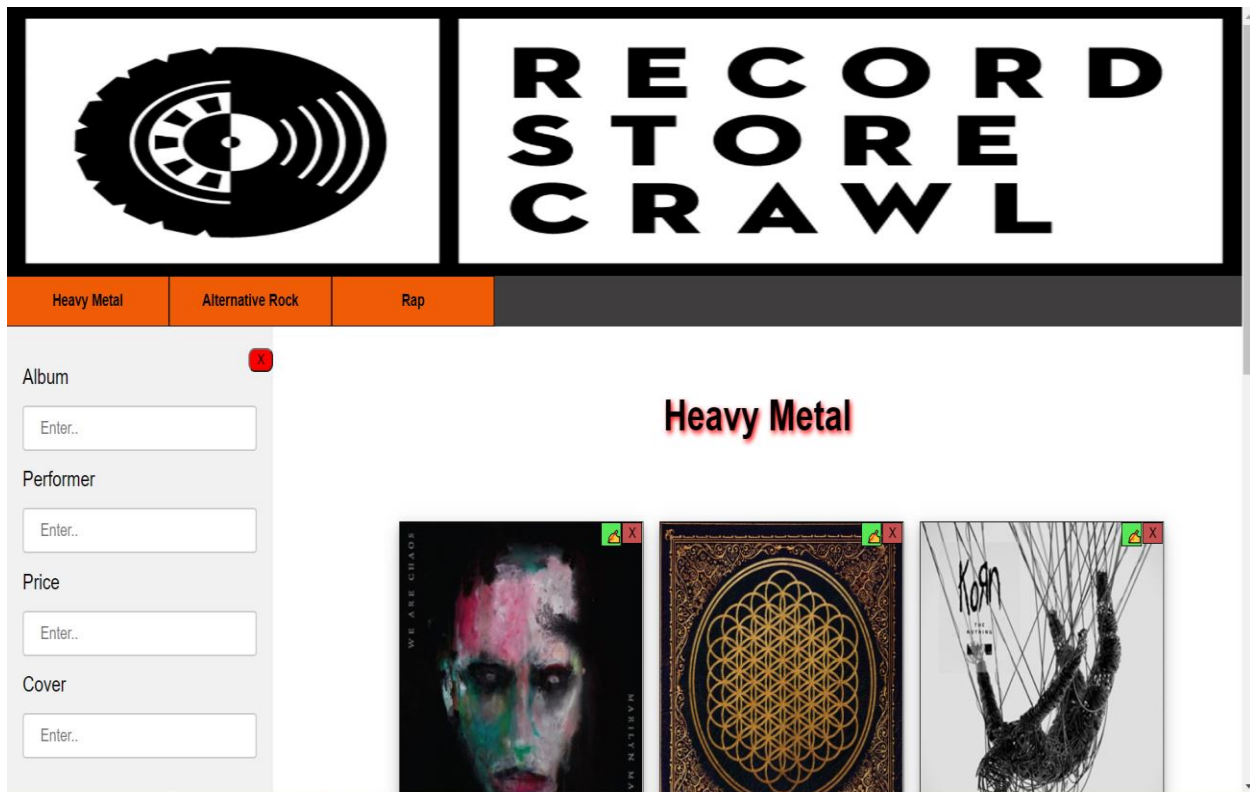 RECORD
STORE
CRAWL
Heavy Metal
Alternative Rock
Rap
X
Album
Enter..
Performer
Enter..
Price
Enter..
Cover
Enter..
Heavy Metal
X
X
X
WE ARE CHAOS
MARILYN MA
KoЯn
THE
NOTHING